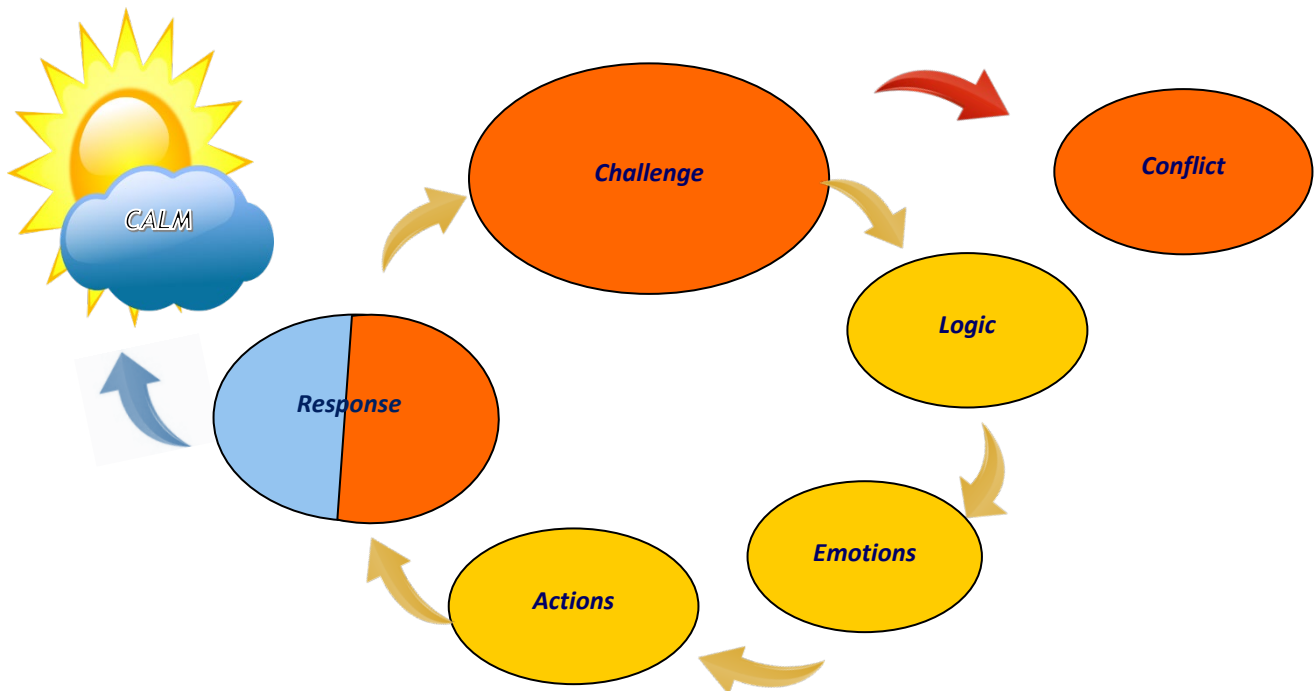 Challenge
Conflict
CALM
Logic
Response
Emotions
Actions